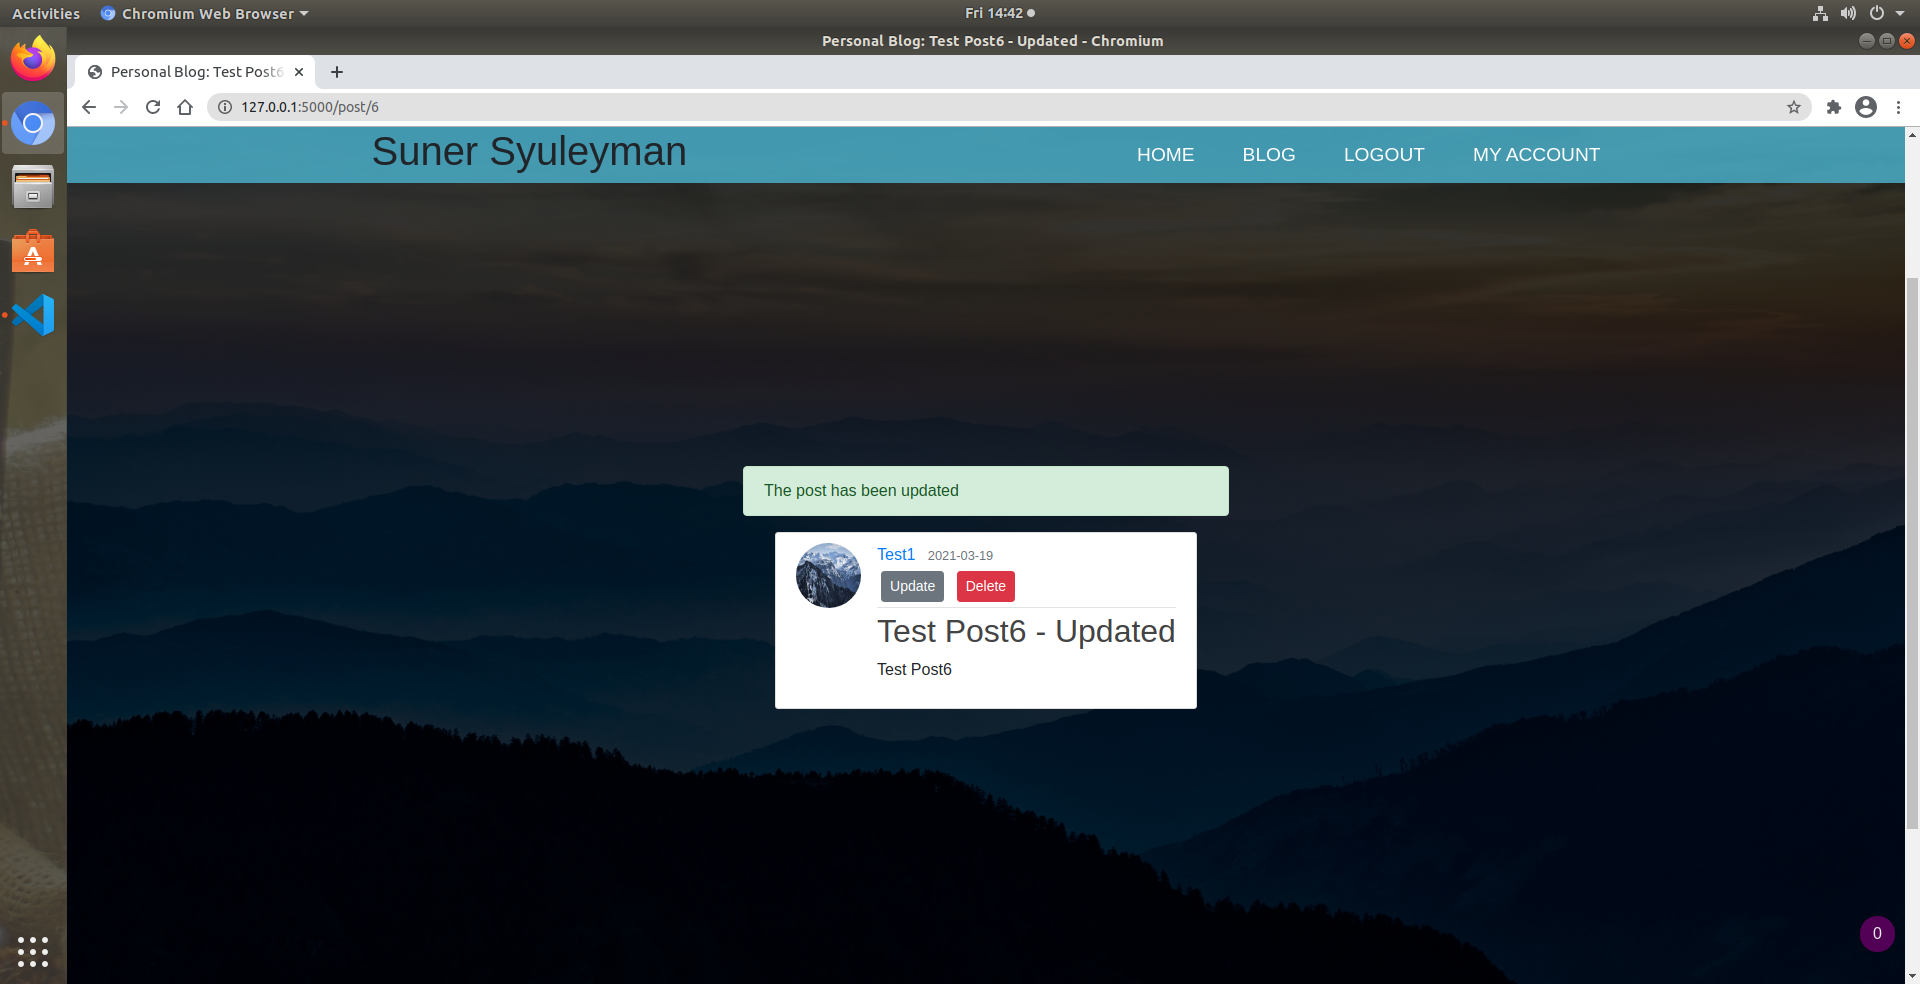 Activities
Chromium Web Browser
Fri 14:42
Personal Blog: Test Post6 - Updated - Chromium
Personal Blog: Test Post6
127.0.0.1:5000/post/6
Suner Syuleyman
HOME
BLOG
LOGOUT
MY ACCOUNT
The post has been updated
Test1
2021-03-19
Update
Delete
Test Post6 - Updated
Test Post6
0